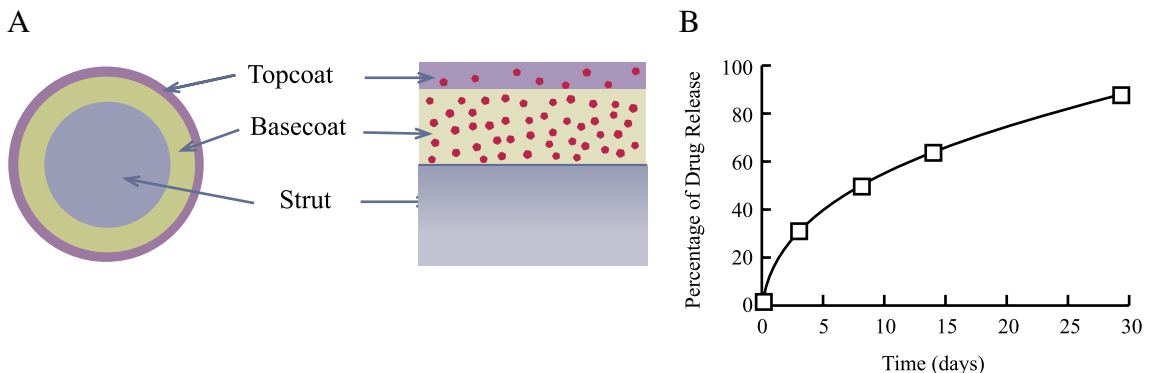 A
Topcoat
Basecoat
Strut
B
Percentage of Drug Release
100
80
60
40
20
0
0 5 10 15 20 25 30
Time (days)